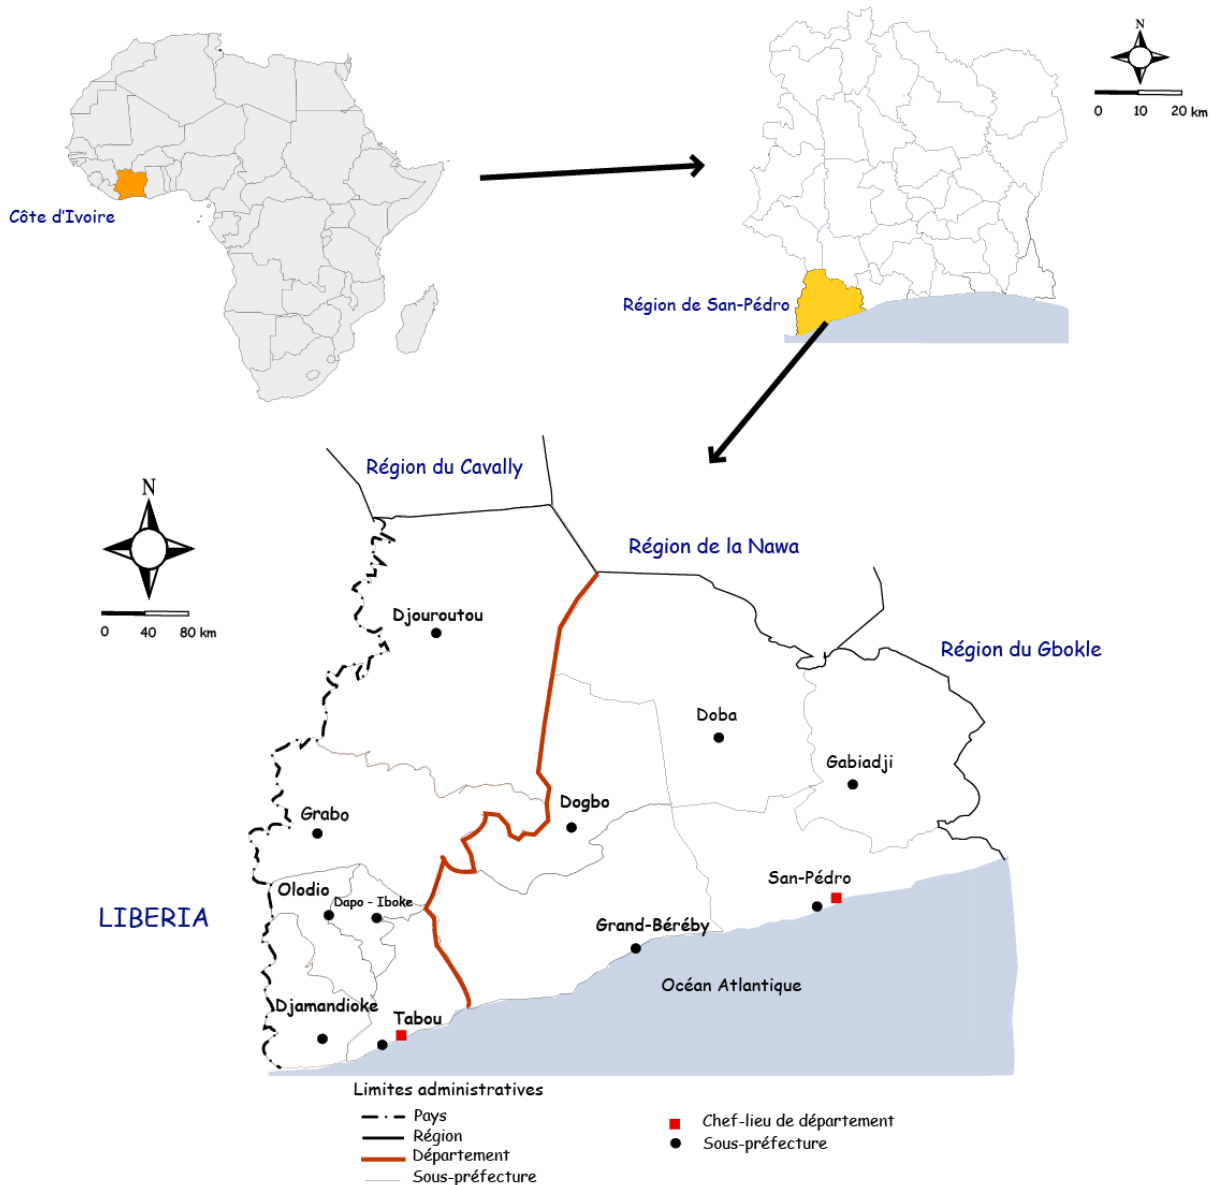 Côte d'Ivoire
N
0 10 20 km
Région de San-Pédro
Région du Cavally
N
Région de la Nawa
0 40 80 km
Djouroutou
Région du Gbokle
Doba
Gabiadji
Grabo
Dogbo
San-Pédro
Olodio
Dapo - Iboke
LIBERIA
Grand-Béréby
Océan Atlantique
Djamandioke
Tabou
Limites administratives
Pays
Région
Département
Sous-préfecture
Chef-lieu de département
Sous-préfecture